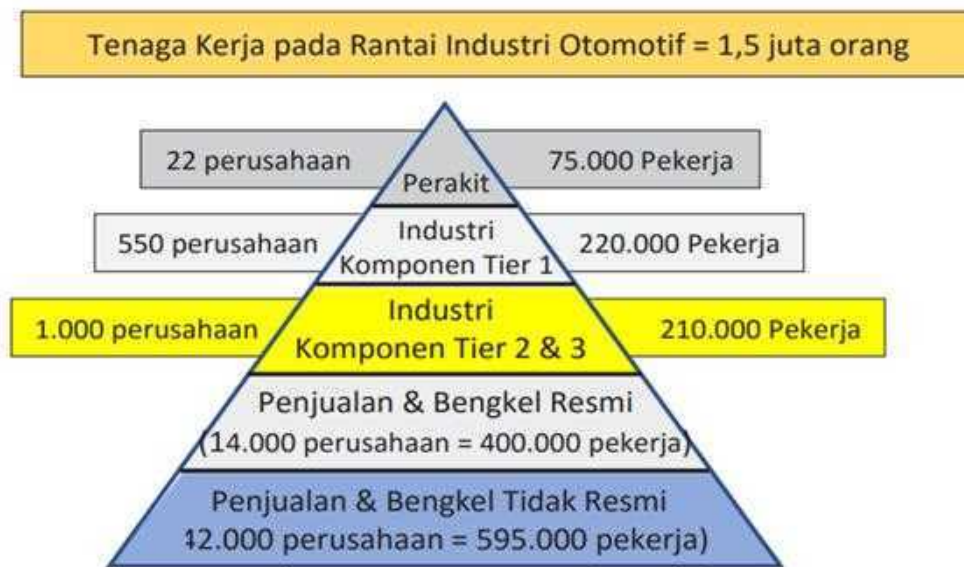 Tenaga Kerja pada Rantai Industri Otomotif = 1,5 juta orang
22 perusahaan
Perakit
75.000 Pekerja
550 perusahaan
Industri
Komponen Tier 1
220.000 Pekerja
1.000 perusahaan
Industri
Komponen Tier 2 & 3
210.000 Pekerja
Penjualan & Bengkel Resmi
(14.000 perusahaan = 400.000 pekerja)
Penjualan & Bengkel Tidak Resmi
42.000 perusahaan = 595.000 pekerja)